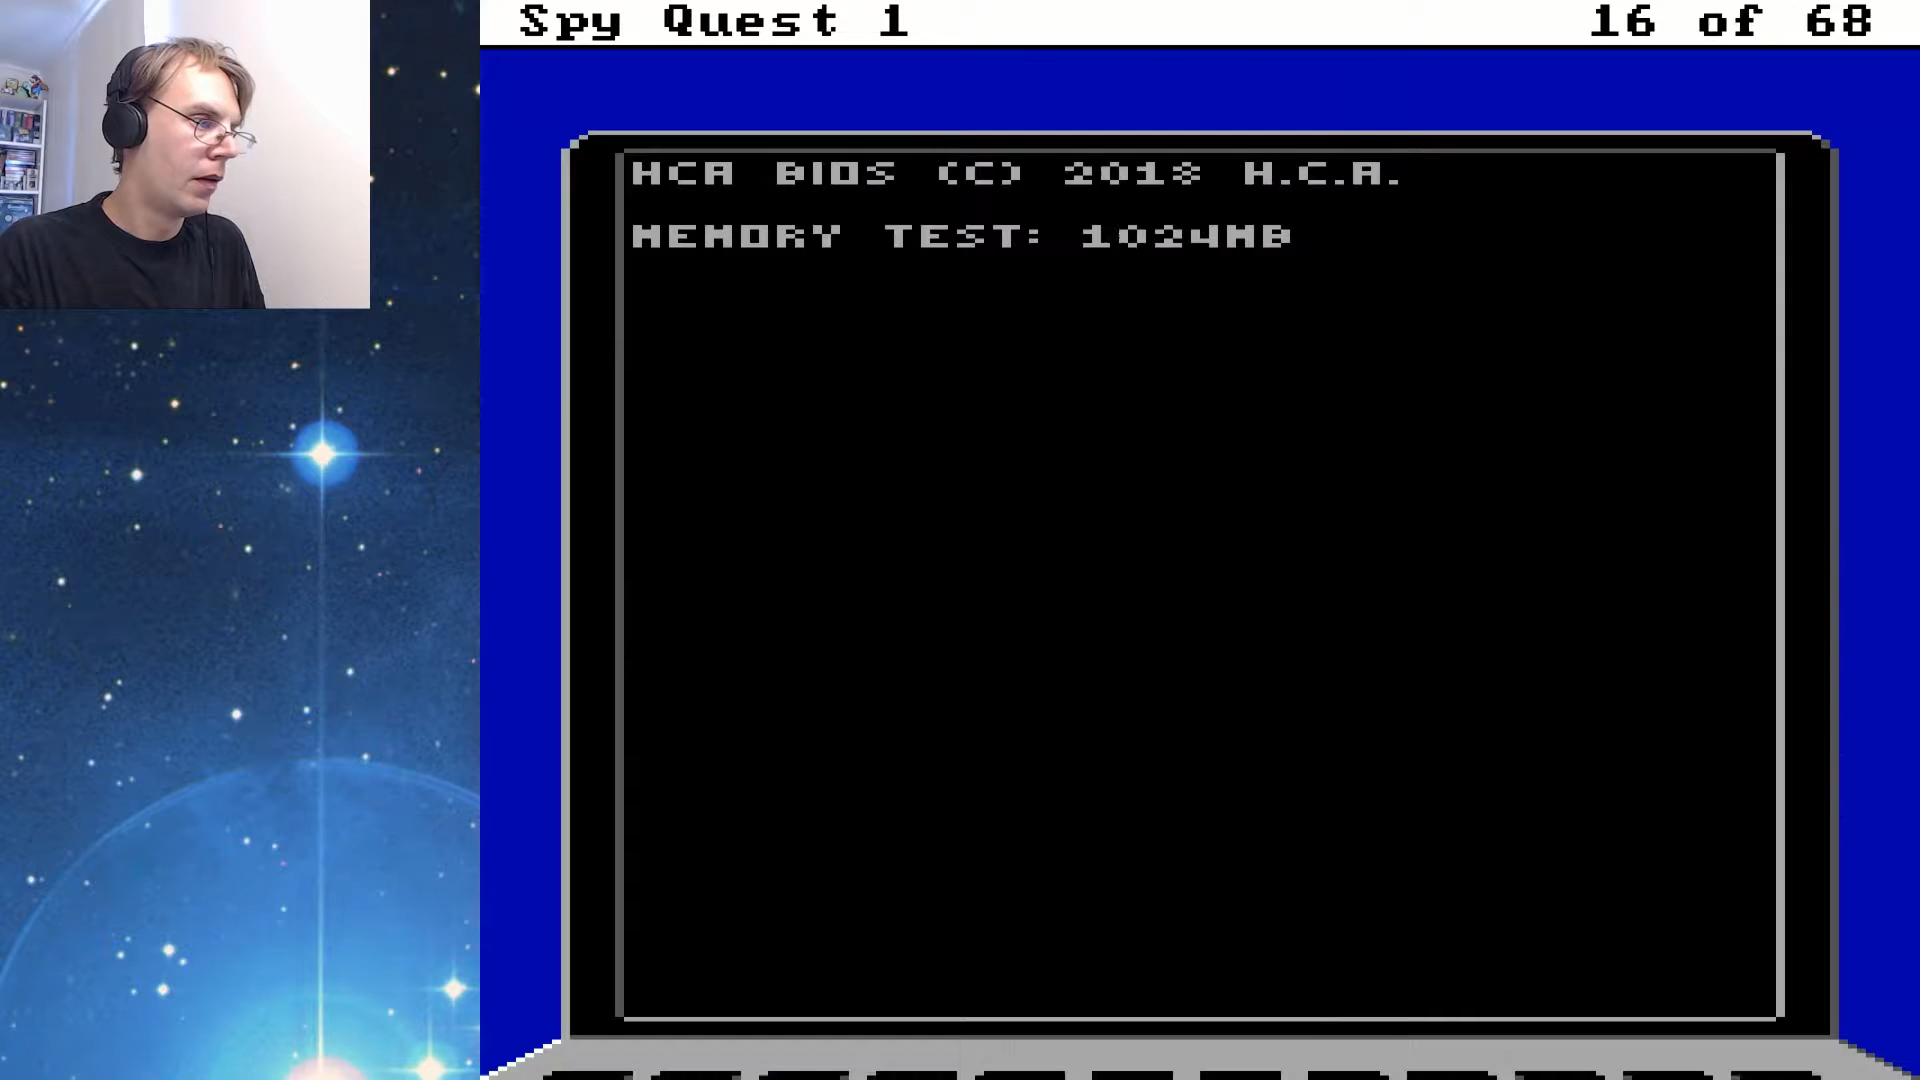 Spy Quest 1 16 of 68
HCA BIOS (C) 2018 H.C.A.
MEMORY TEST: 1024MB